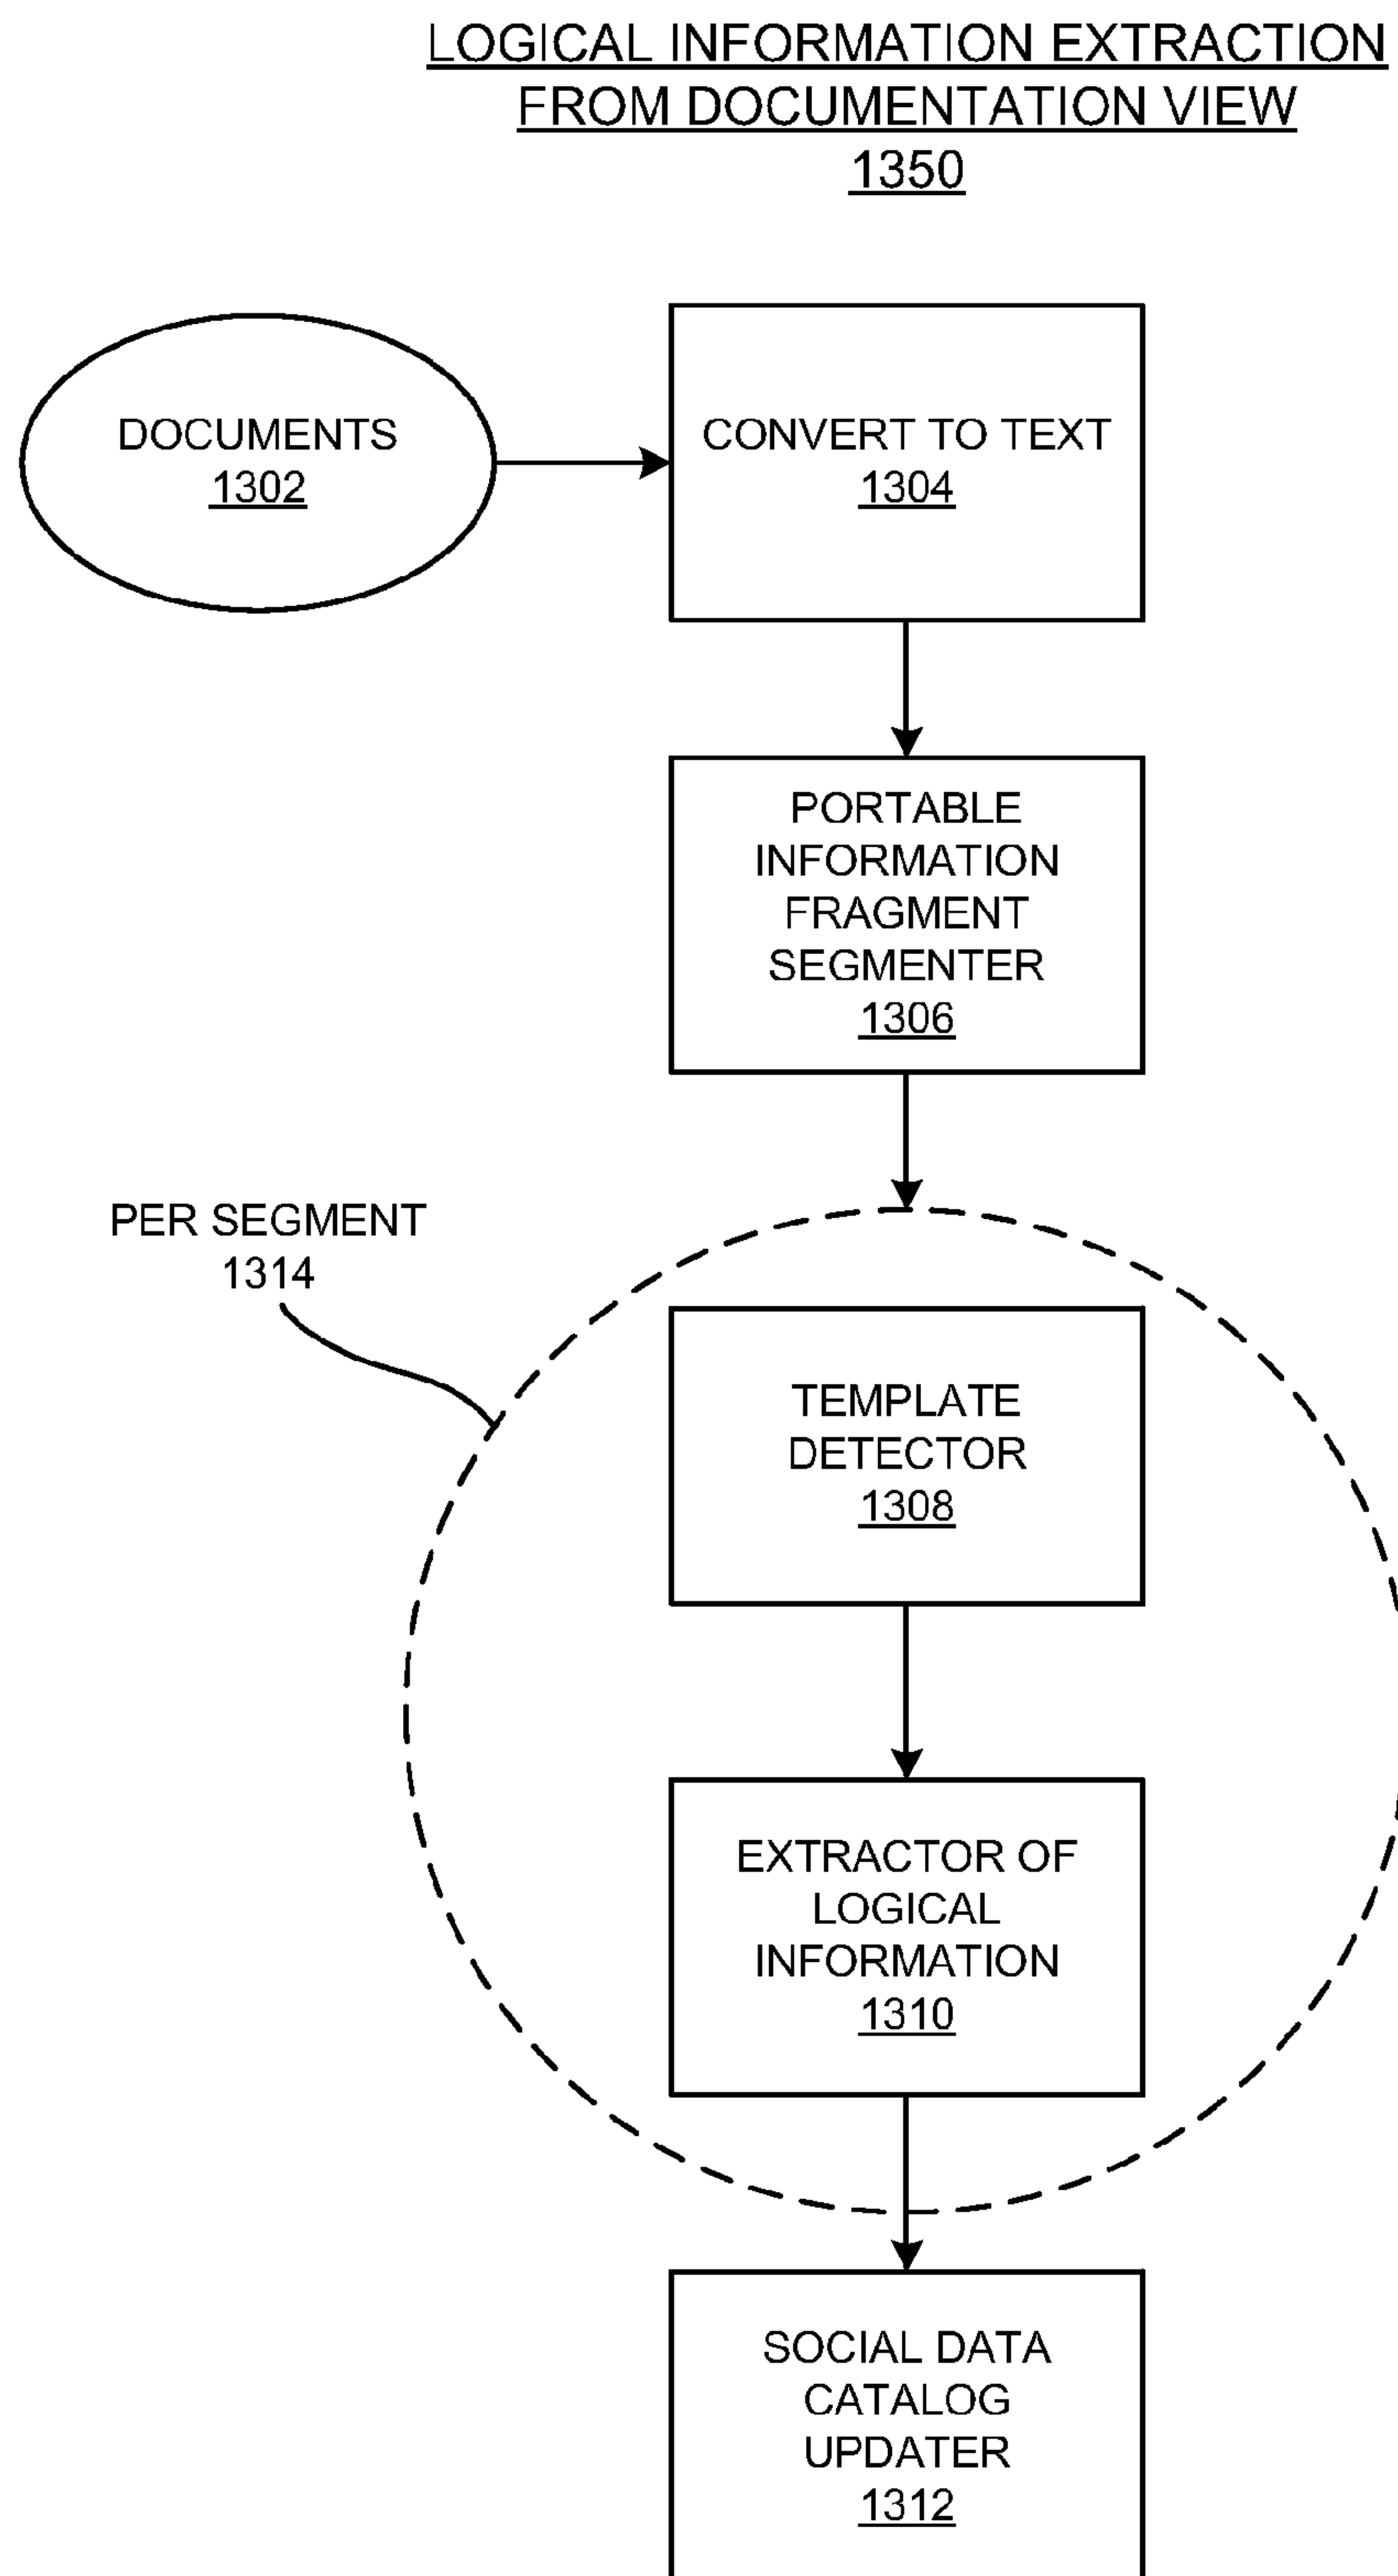 LOGICAL INFORMATION EXTRACTION
FROM DOCUMENTATION VIEW
1350
DOCUMENTS
1302
CONVERT TO TEXT
1304
PORTABLE
INFORMATION
FRAGMENT
SEGMENTER
1306
PER SEGMENT
1314
TEMPLATE
DETECTOR
1308
EXTRACTOR OF
LOGICAL
INFORMATION
1310
SOCIAL DATA
CATALOG
UPDATER
1312